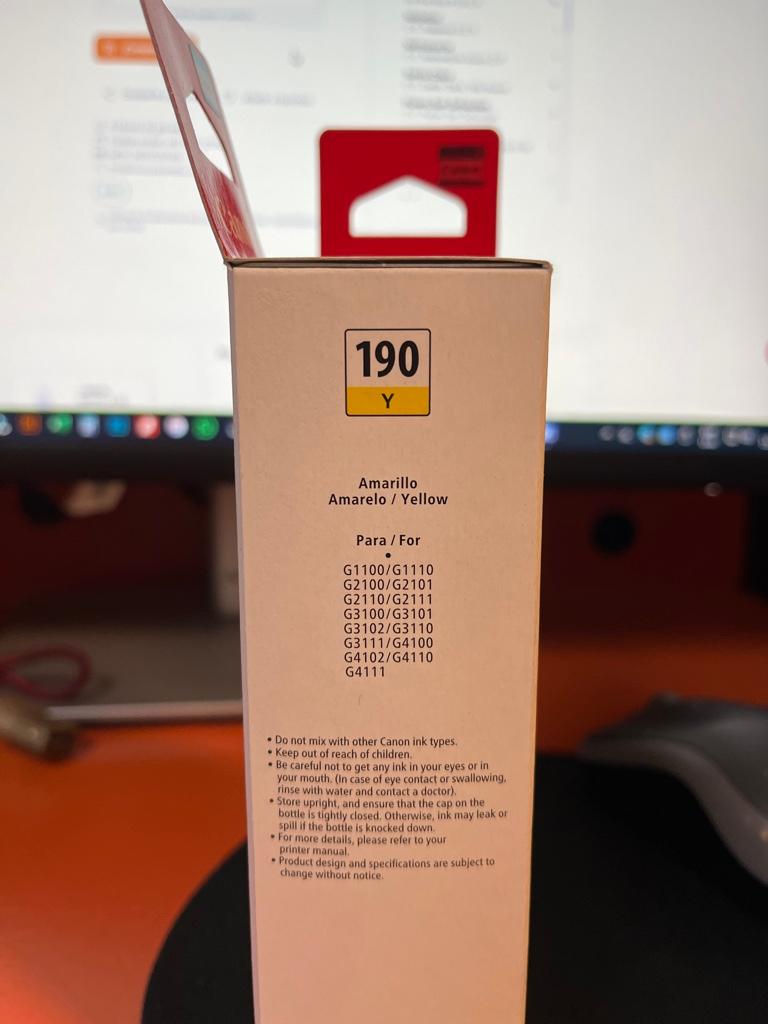 190
Y
Amarillo
Amarelo / Yellow
Para / For
•
G1100/G1110
G2100/G2101
G2110/G2111
G3100/G3101
G3102/G3110
G3111/G4100
G4102/G4110
G4111
• Do not mix with other Canon ink types.
• Keep out of reach of children.
• Be careful not to get any ink in your eyes or in
your mouth. (In case of eye contact or swallowing,
rinse with water and contact a doctor).
• Store upright, and ensure that the cap on the
bottle is tightly closed. Otherwise, ink may leak or
spill if the bottle is knocked down.
• For more details, please refer to your
printer manual.
• Product design and specifications are subject to
change without notice.